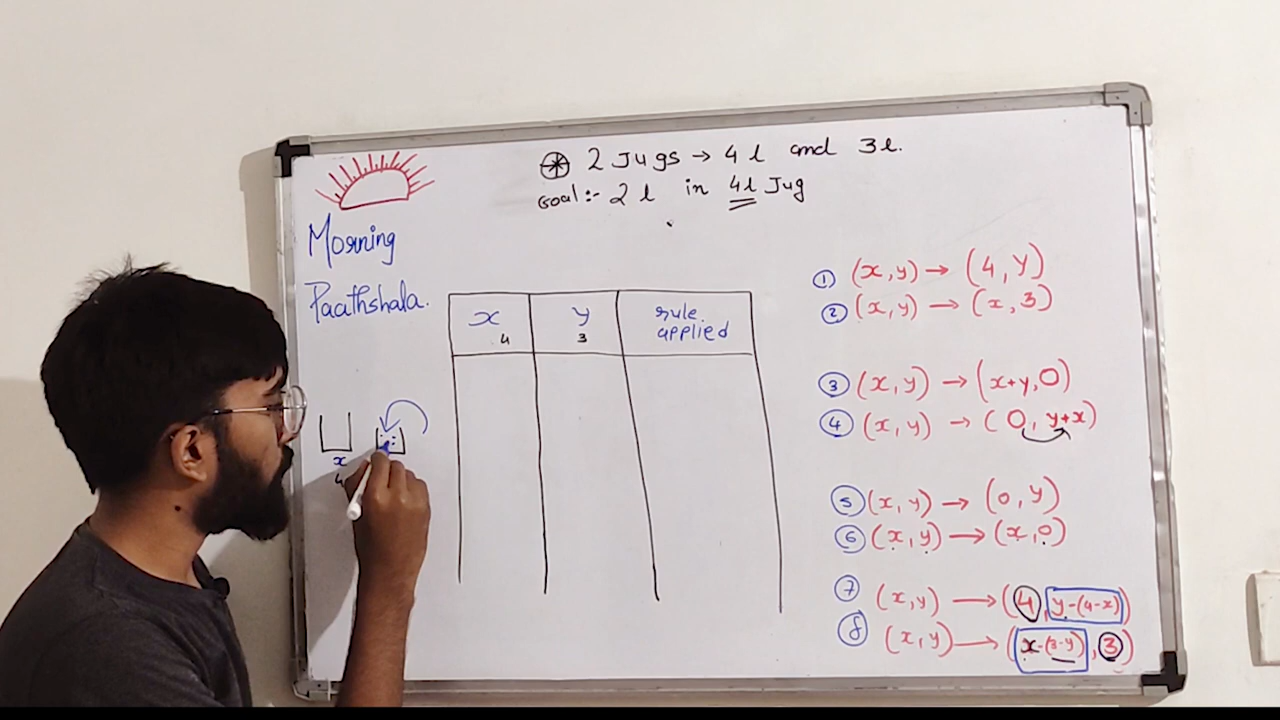 ⊛ 2 Jugs → 4 l and 3 l.
Goal :- 2 l in 4l Jug
Morning
Paathshala.
x y rule applied
4 3
x
4
① (x, y) → (4, y)
② (x, y) → (x, 3)
③ (x, y) → (x+y, 0)
④ (x, y) → (0, y+x)
⑤ (x, y) → (0, y)
⑥ (x, y) → (x, 0)
⑦ (x, y) → (4, y-(4-x))
⑧ (x, y) → (x-(3-y), 3)